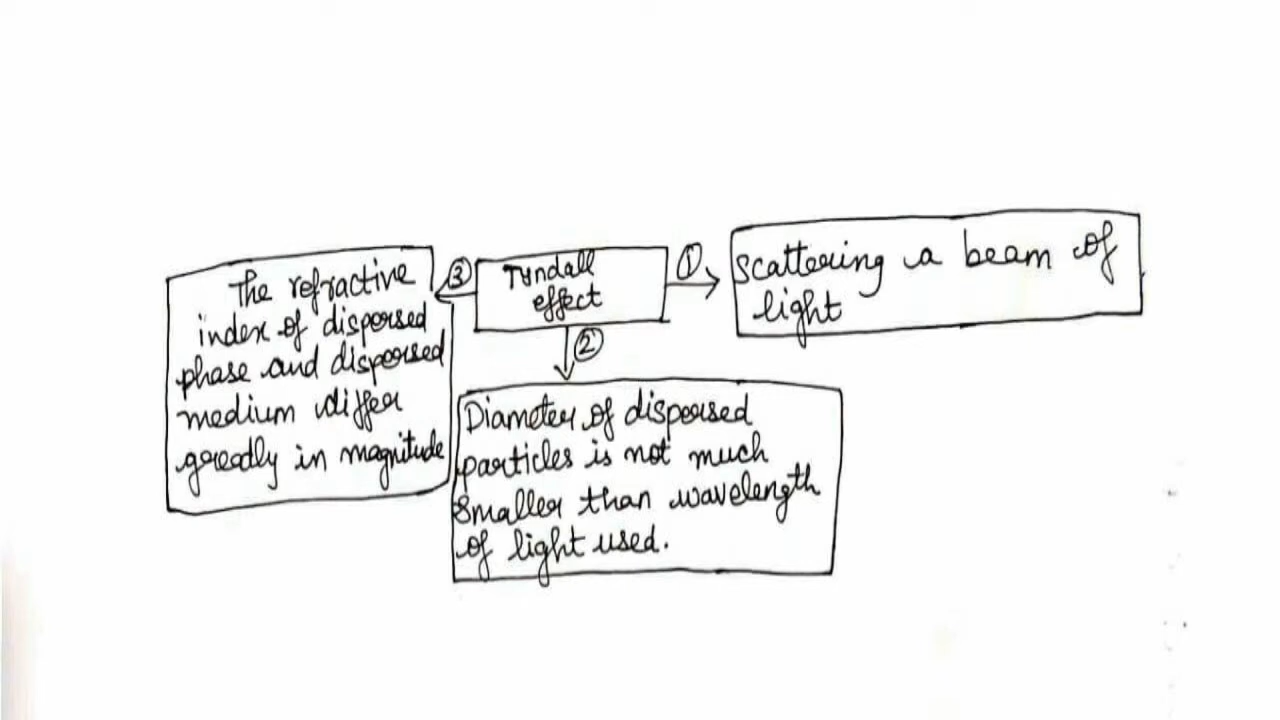 Tyndall
effect
①
Scattering a beam of
light
②
Diameter of dispersed
particles is not much
smaller than wavelength
of light used.
③
The refractive
index of dispersed
phase and dispersed
medium differ
greatly in magnitude